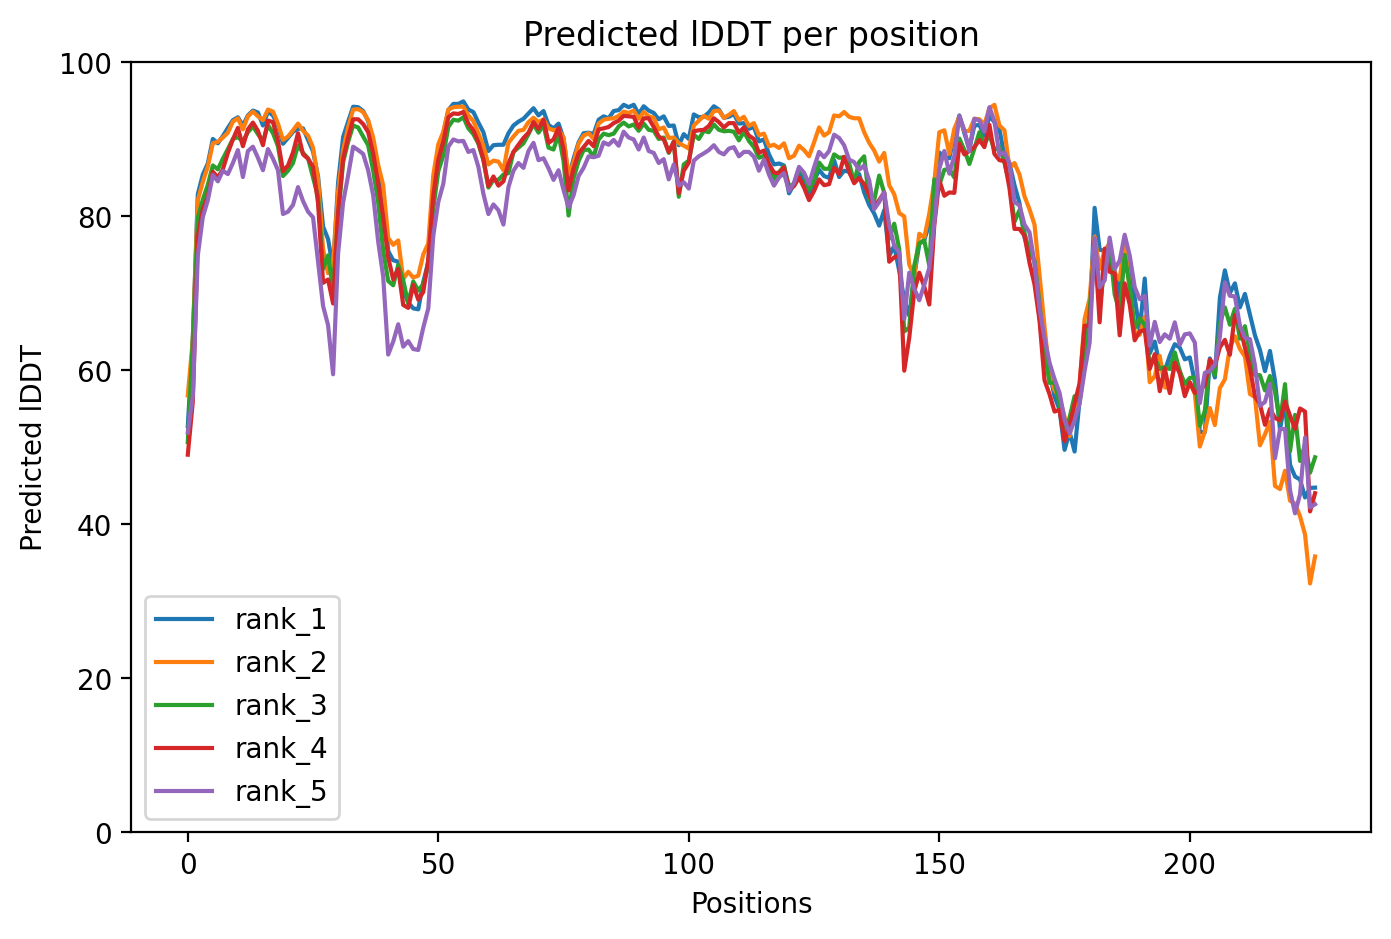 Predicted lDDT per position
100
80
60
40
20
0
Predicted lDDT
rank_1
rank_2
rank_3
rank_4
rank_5
0 50 100 150 200
Positions